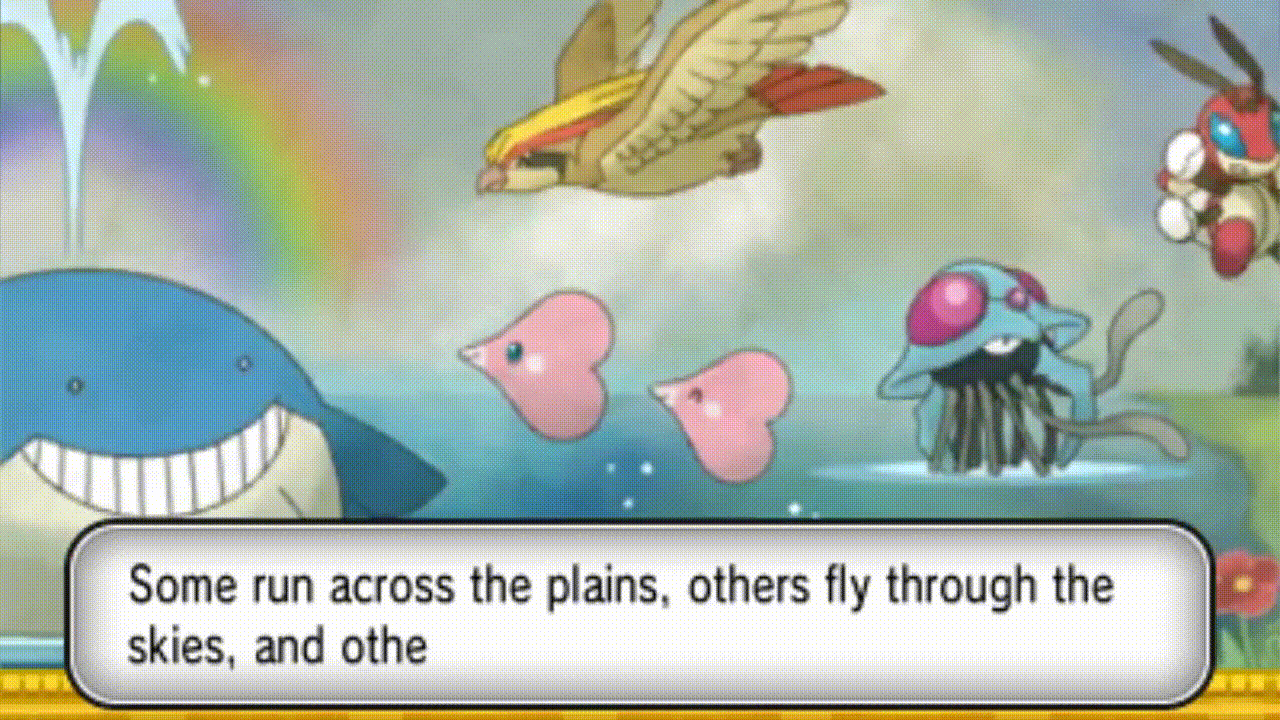 Some run across the plains, others fly through the
skies, and othe